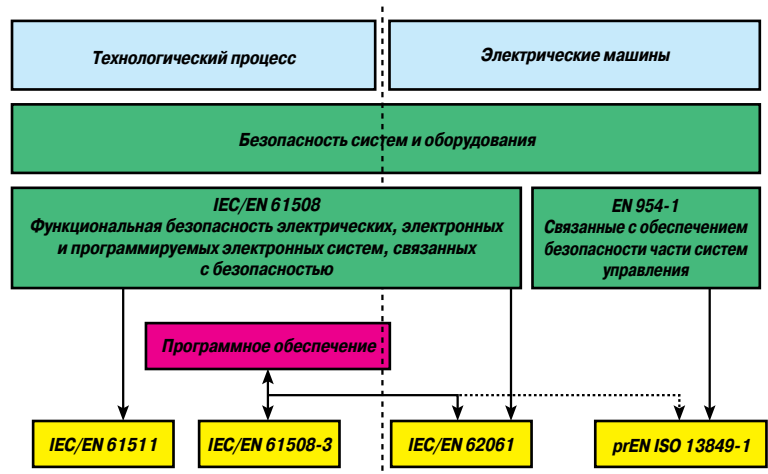 Технологический процесс
Электрические машины
Безопасность систем и оборудования
IEC/EN 61508
Функциональная безопасность электрических, электронных
и программируемых электронных систем, связанных
с безопасностью
EN 954-1
Связанные с обеспечением
безопасности части систем
управления
Программное обеспечение
IEC/EN 61511
IEC/EN 61508-3
IEC/EN 62061
prEN ISO 13849-1